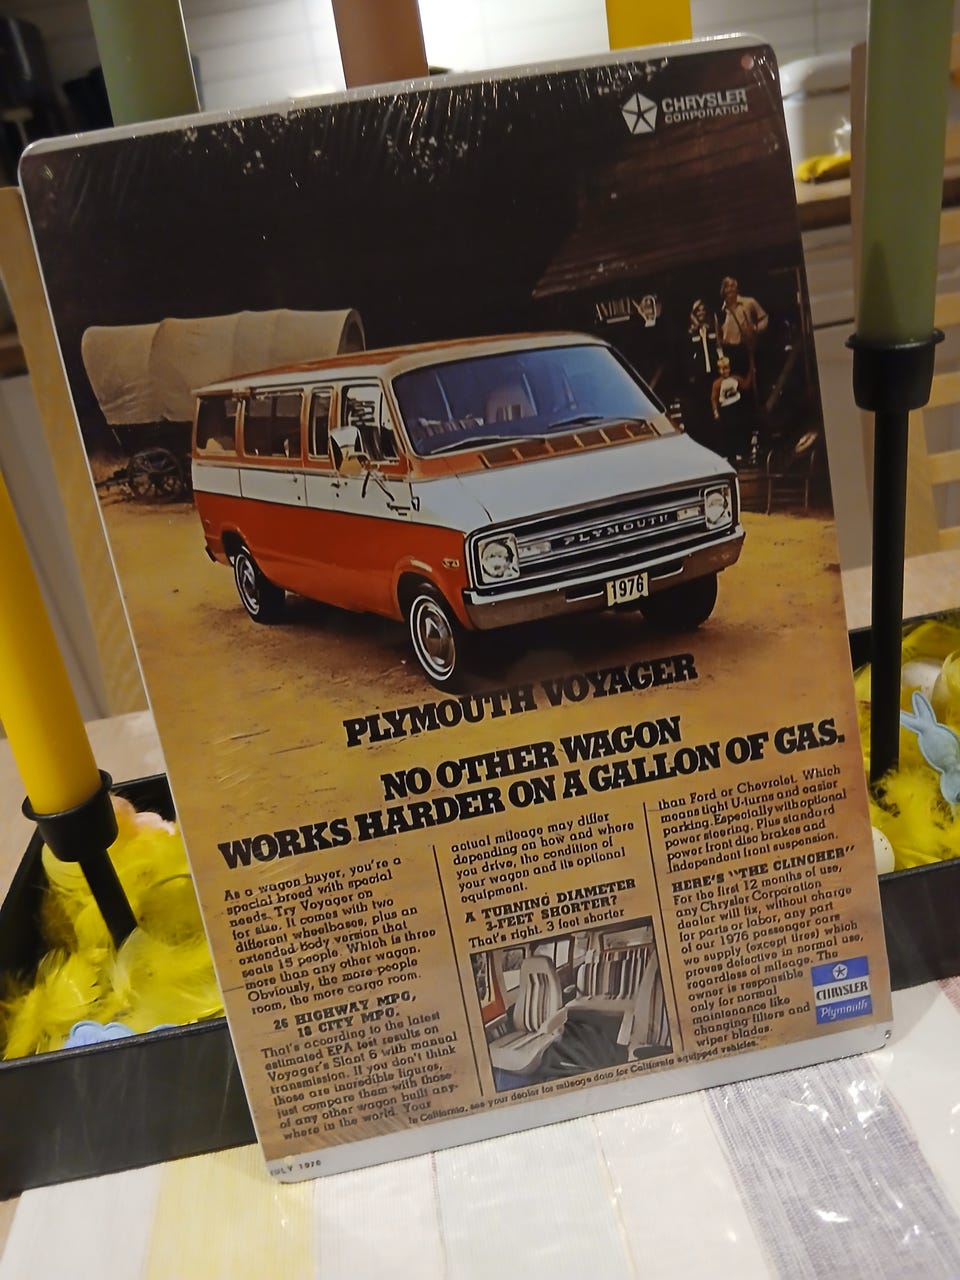 CHRYSLER
CORPORATION
ANTIQUES
PLYMOUTH
1976
PLYMOUTH VOYAGER
NO OTHER WAGON
WORKS HARDER ON A GALLON OF GAS.
As a wagon buyer, you're a
special breed with special
needs. Try Voyager on
for size. It comes with two
different wheelbases, plus an
extended body version that
seats 15 people. Which is three
more than any other wagon.
Obviously, the more people
room, the more cargo room.
26 HIGHWAY MPG,
18 CITY MPG.
That's according to the latest
estimated EPA test results on
Voyager's Slant 6 with manual
transmission. If you don't think
those are incredible figures,
just compare them with those
of any other wagon built any-
where in the world. Your
actual mileage may differ
depending on how and where
you drive, the condition of
your wagon and its optional
equipment.
A TURNING DIAMETER
3-FEET SHORTER?
That's right. 3 feet shorter
than Ford or Chevrolet. Which
means tight U-turns and easier
parking. Especially with optional
power steering. Plus standard
power front disc brakes and
independent front suspension.
HERE'S "THE CLINCHER"
For the first 12 months of use,
any Chrysler Corporation
dealer will fix, without charge
for parts or labor, any part
of our 1976 passenger cars
we supply (except tires) which
proves defective in normal use,
regardless of mileage. The
owner is responsible
only for normal
maintenance like
changing filters and
wiper blades.
CHRYSLER
Plymouth
In California, see your dealer for mileage data for California equipped vehicles.
JULY 1976